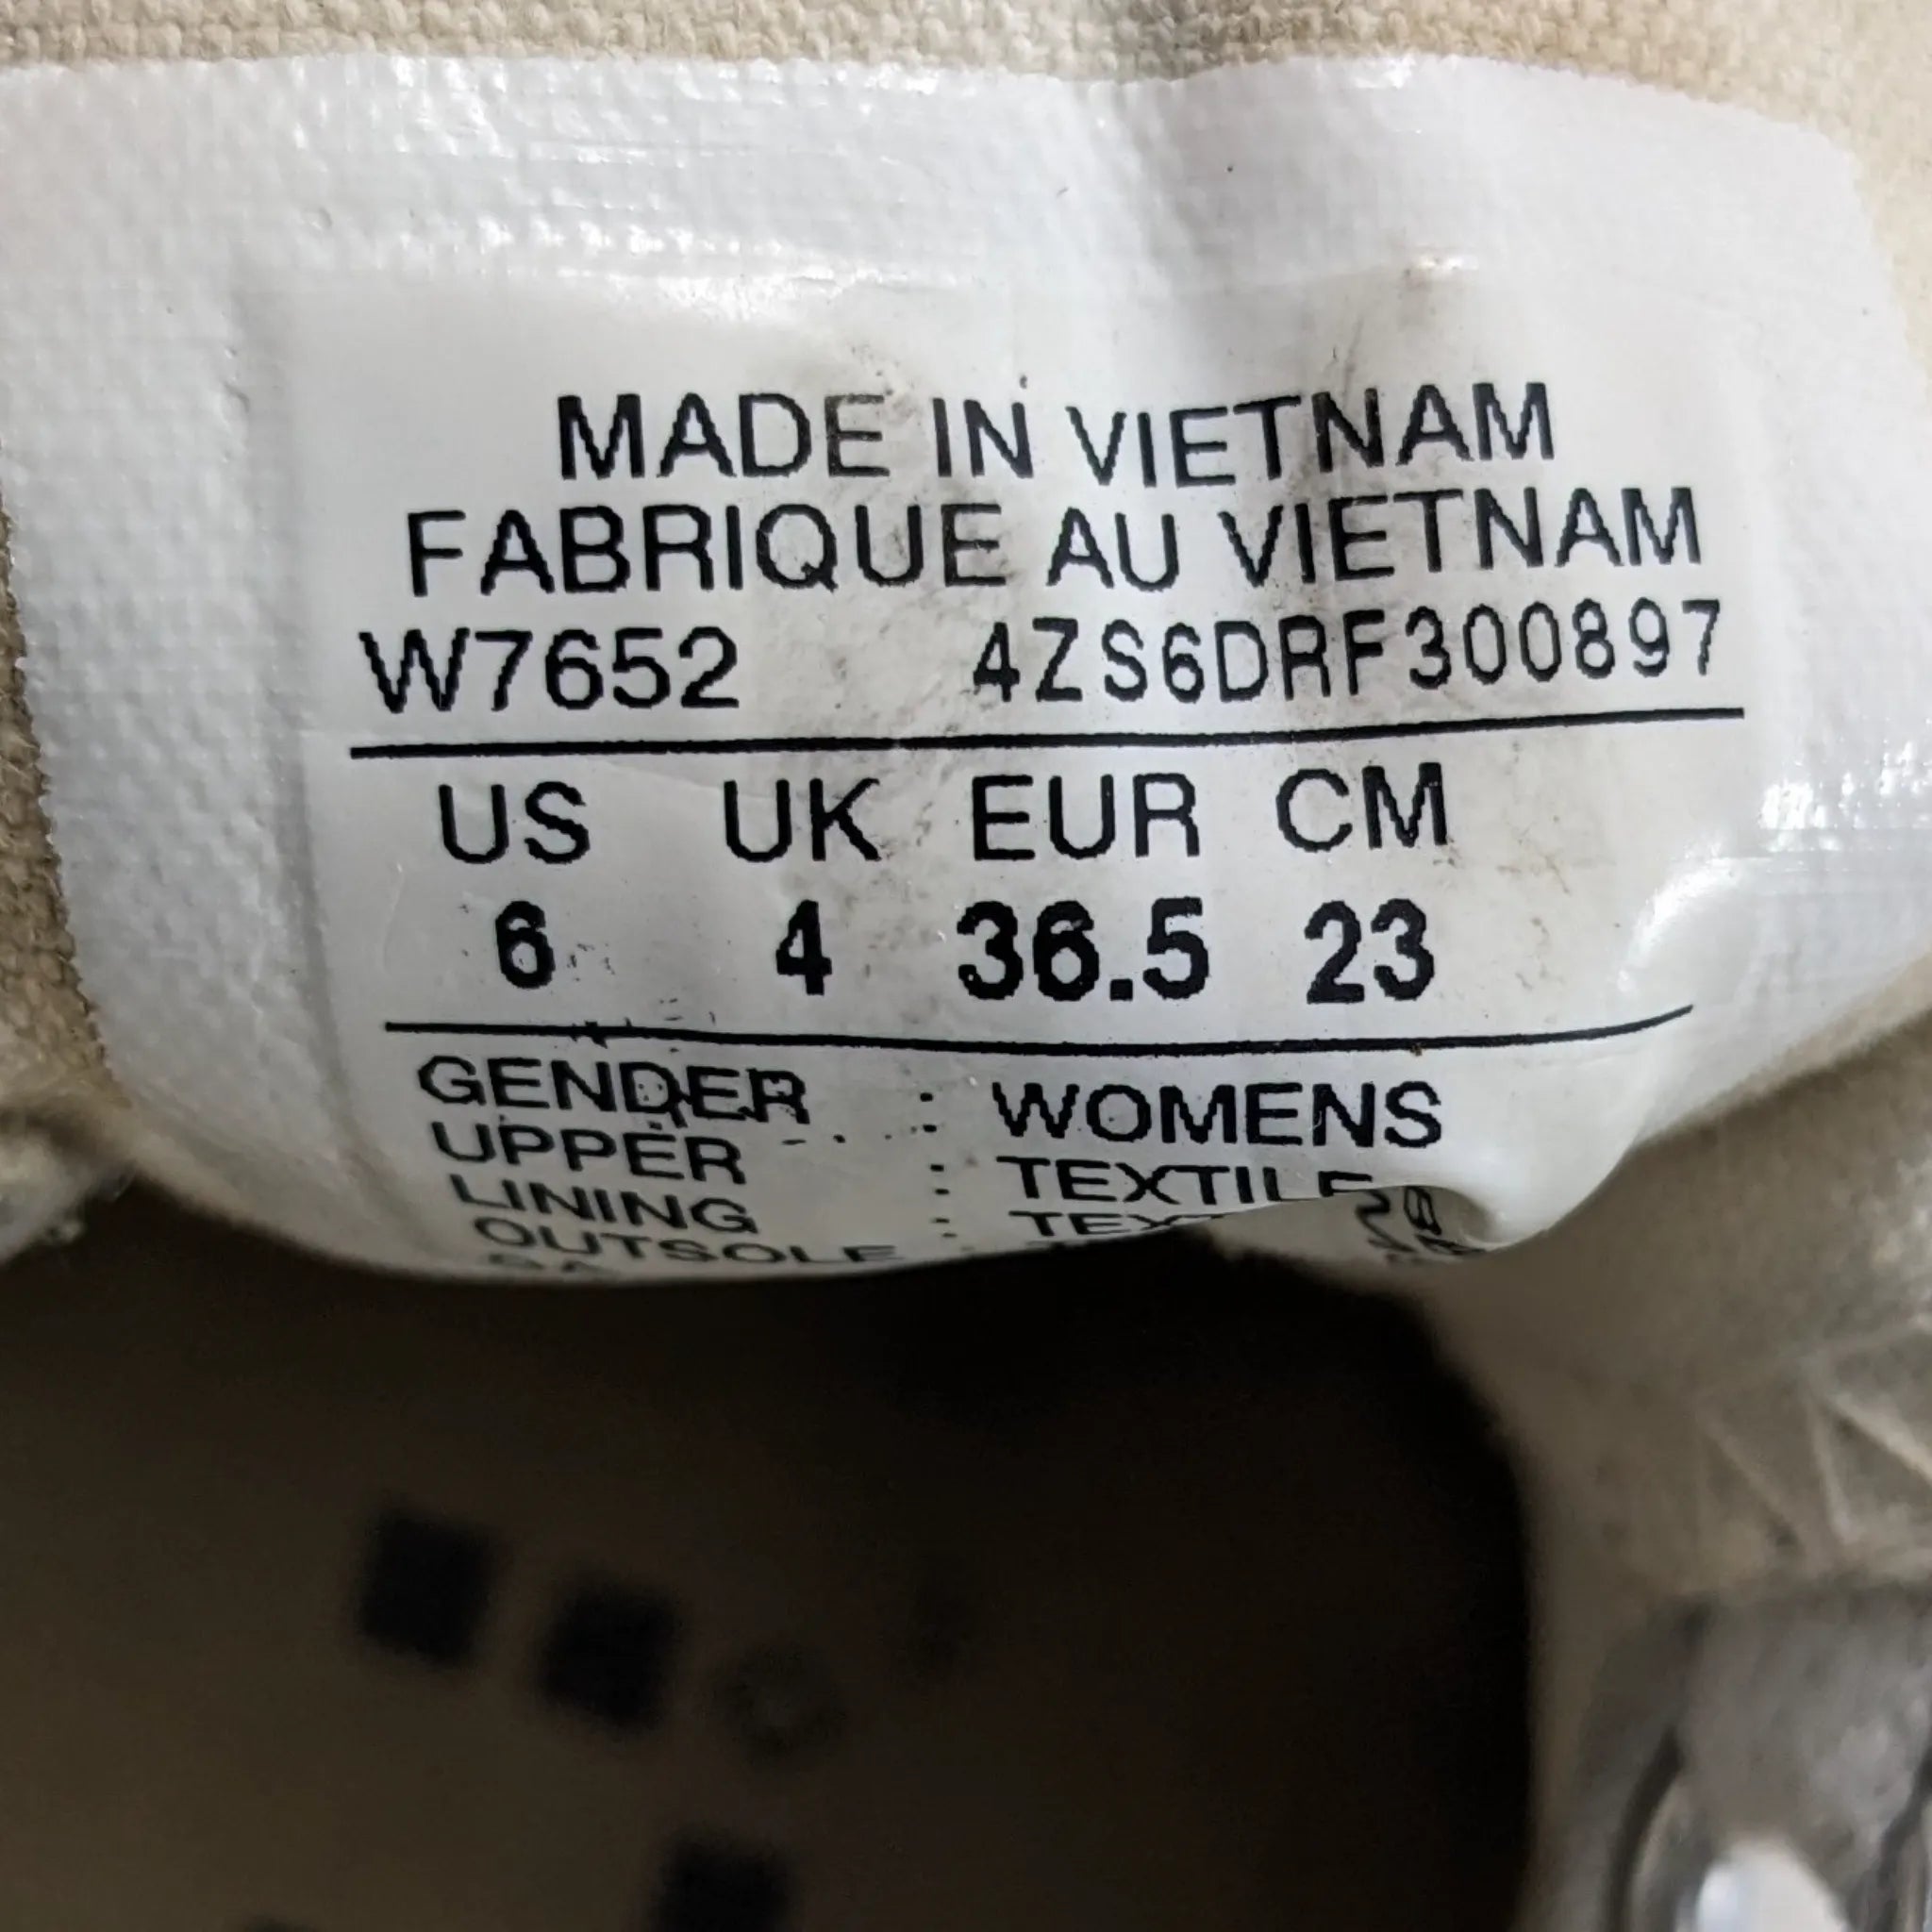 MADE IN VIETNAM
FABRIQUE AU VIETNAM
W7652 4ZS6DRF300897
US UK EUR CM
6 4 36.5 23
GENDER : WOMENS
UPPER : TEXTILE
LINING :
OUTSOLE :